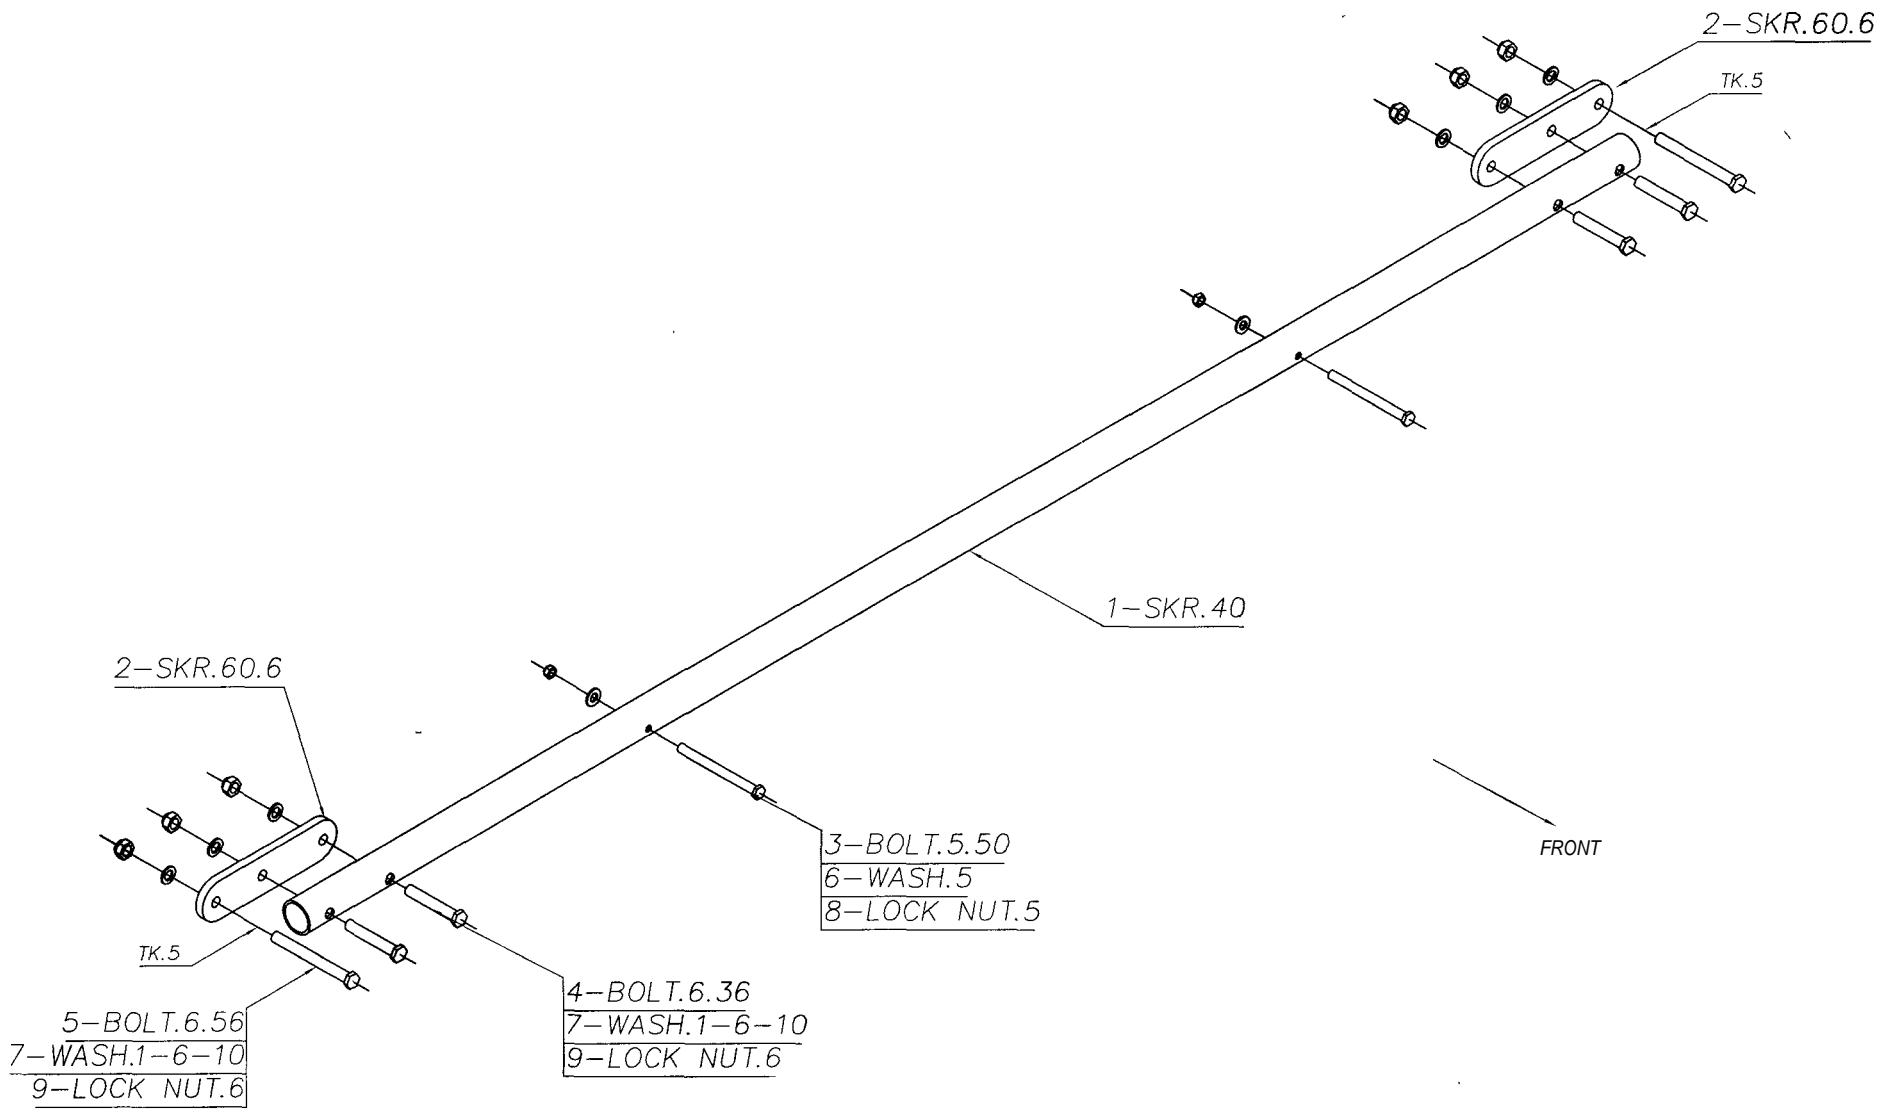 2-SKR.60.6
TK.5
1-SKR.40
2-SKR.60.6
FRONT
3-BOLT.5.50
6-WASH.5
8-LOCK NUT.5
TK.5
4-BOLT.6.36
7-WASH.1-6-10
9-LOCK NUT.6
5-BOLT.6.56
7-WASH.1-6-10
9-LOCK NUT.6